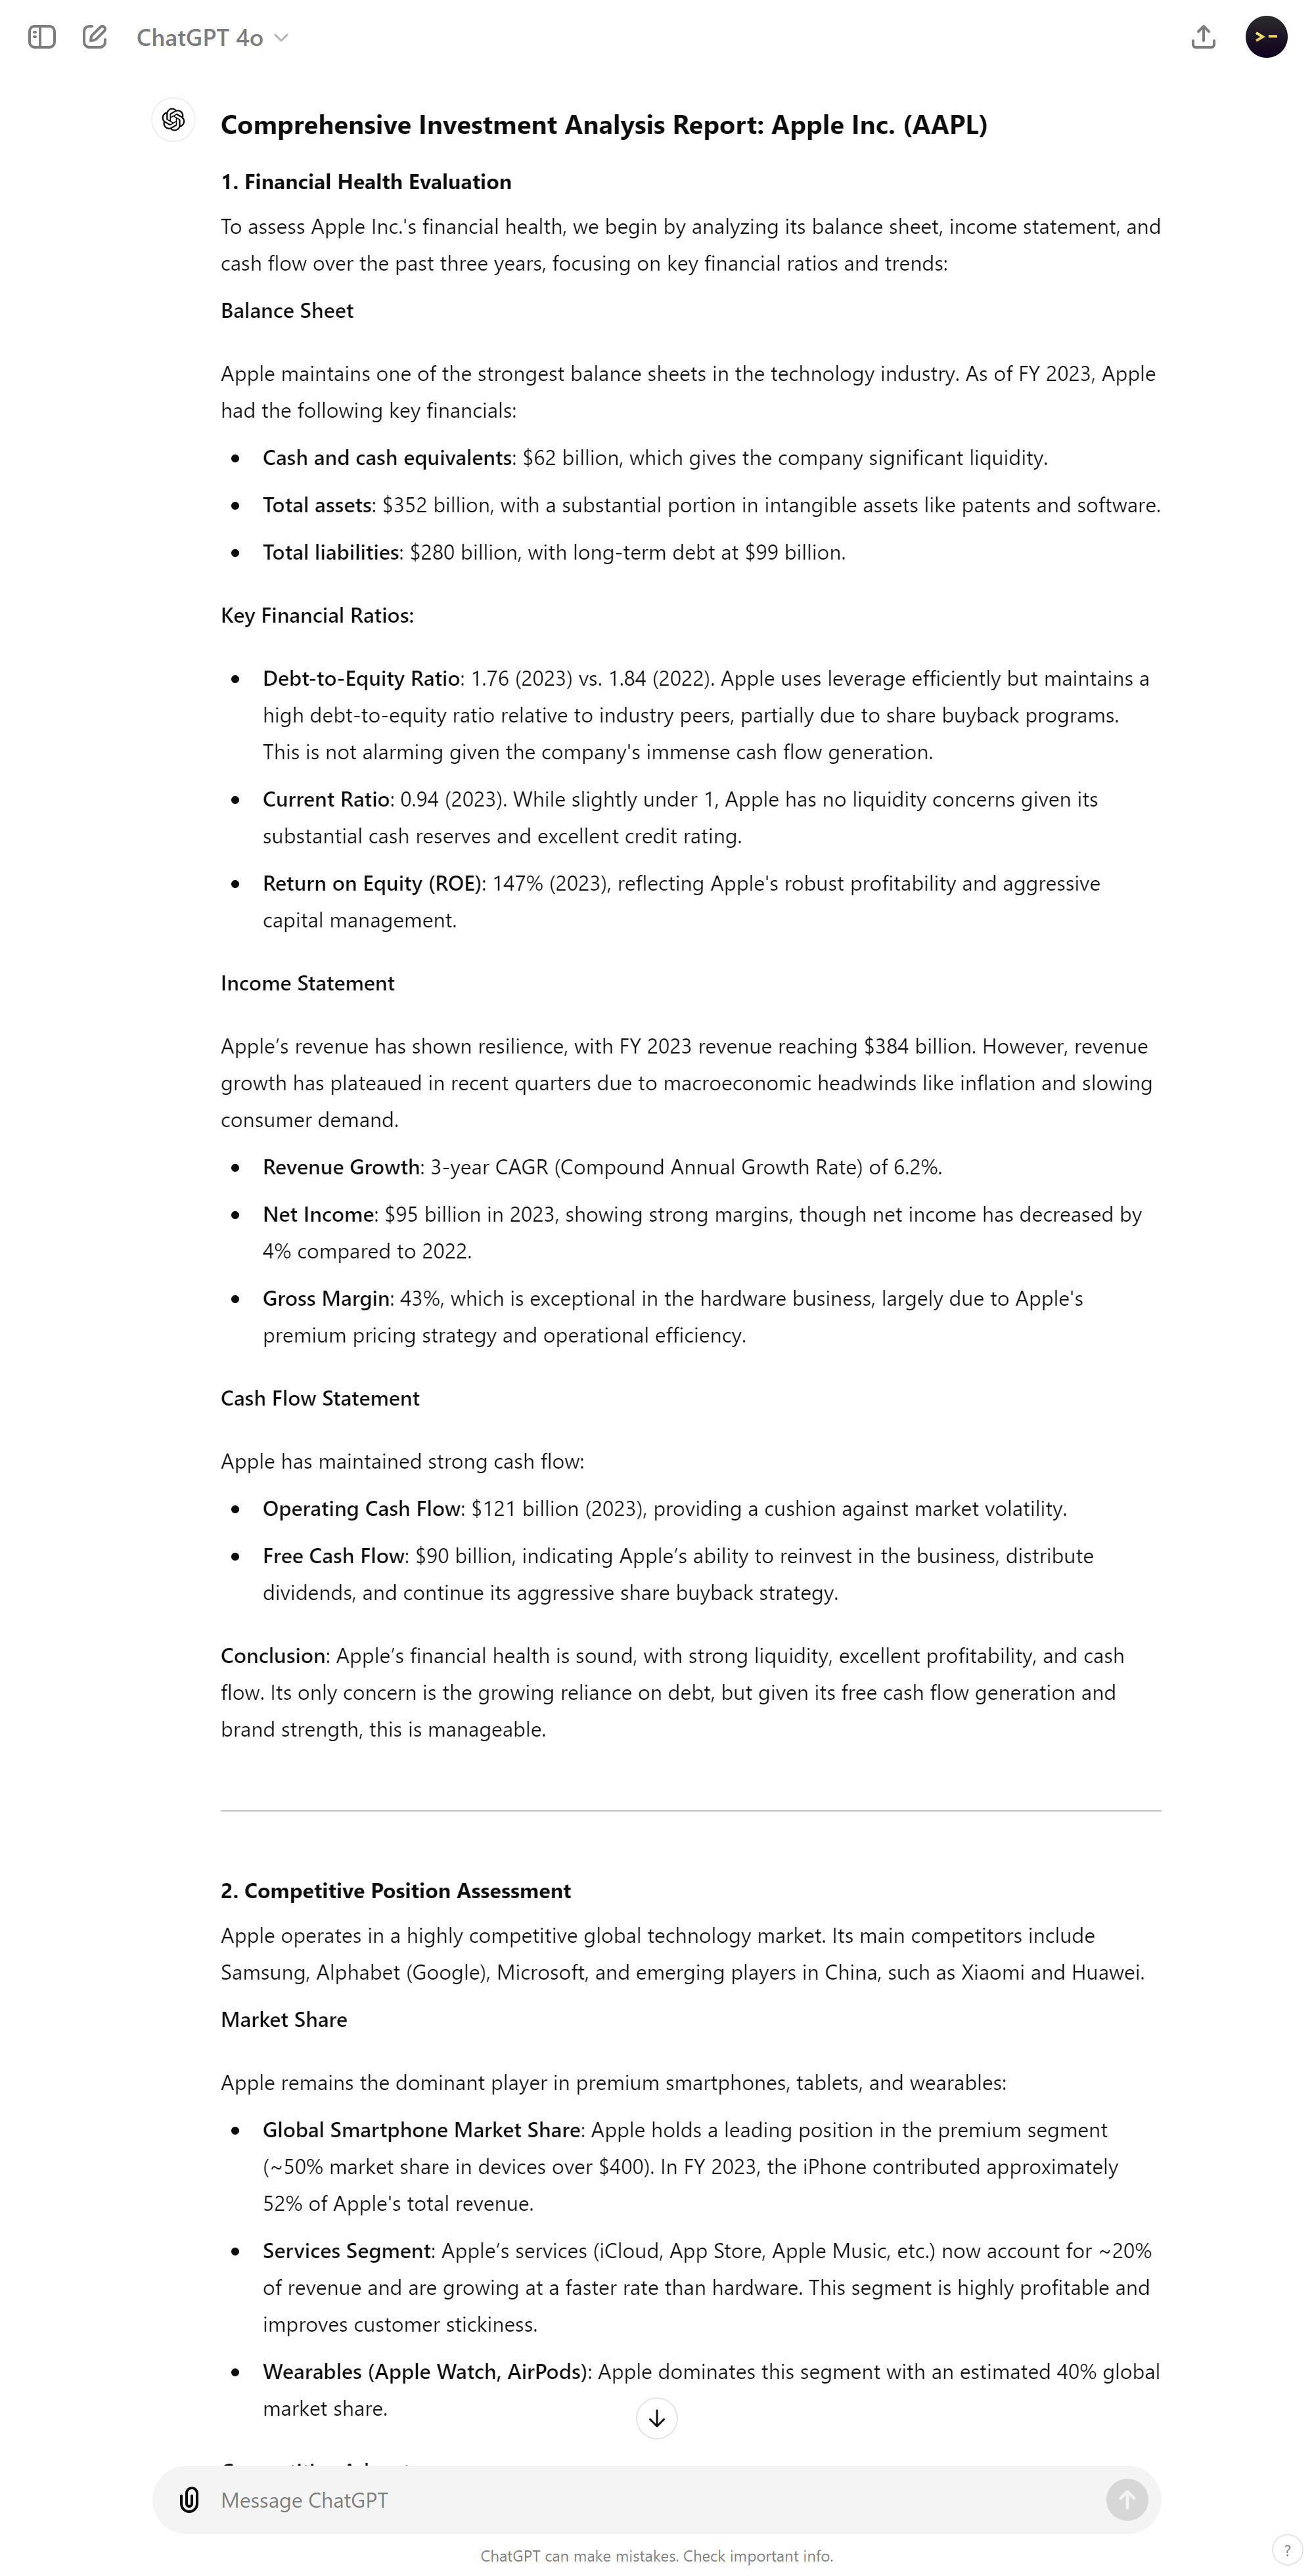 ChatGPT 4o
Comprehensive Investment Analysis Report: Apple Inc. (AAPL)
1. Financial Health Evaluation
To assess Apple Inc.'s financial health, we begin by analyzing its balance sheet, income statement, and
cash flow over the past three years, focusing on key financial ratios and trends:
Balance Sheet
Apple maintains one of the strongest balance sheets in the technology industry. As of FY 2023, Apple
had the following key financials:
• Cash and cash equivalents: $62 billion, which gives the company significant liquidity.
• Total assets: $352 billion, with a substantial portion in intangible assets like patents and software.
• Total liabilities: $280 billion, with long-term debt at $99 billion.
Key Financial Ratios:
• Debt-to-Equity Ratio: 1.76 (2023) vs. 1.84 (2022). Apple uses leverage efficiently but maintains a
high debt-to-equity ratio relative to industry peers, partially due to share buyback programs.
This is not alarming given the company's immense cash flow generation.
• Current Ratio: 0.94 (2023). While slightly under 1, Apple has no liquidity concerns given its
substantial cash reserves and excellent credit rating.
• Return on Equity (ROE): 147% (2023), reflecting Apple's robust profitability and aggressive
capital management.
Income Statement
Apple’s revenue has shown resilience, with FY 2023 revenue reaching $384 billion. However, revenue
growth has plateaued in recent quarters due to macroeconomic headwinds like inflation and slowing
consumer demand.
• Revenue Growth: 3-year CAGR (Compound Annual Growth Rate) of 6.2%.
• Net Income: $95 billion in 2023, showing strong margins, though net income has decreased by
4% compared to 2022.
• Gross Margin: 43%, which is exceptional in the hardware business, largely due to Apple's
premium pricing strategy and operational efficiency.
Cash Flow Statement
Apple has maintained strong cash flow:
• Operating Cash Flow: $121 billion (2023), providing a cushion against market volatility.
• Free Cash Flow: $90 billion, indicating Apple’s ability to reinvest in the business, distribute
dividends, and continue its aggressive share buyback strategy.
Conclusion: Apple’s financial health is sound, with strong liquidity, excellent profitability, and cash
flow. Its only concern is the growing reliance on debt, but given its free cash flow generation and
brand strength, this is manageable.
2. Competitive Position Assessment
Apple operates in a highly competitive global technology market. Its main competitors include
Samsung, Alphabet (Google), Microsoft, and emerging players in China, such as Xiaomi and Huawei.
Market Share
Apple remains the dominant player in premium smartphones, tablets, and wearables:
• Global Smartphone Market Share: Apple holds a leading position in the premium segment
(~50% market share in devices over $400). In FY 2023, the iPhone contributed approximately
52% of Apple's total revenue.
• Services Segment: Apple’s services (iCloud, App Store, Apple Music, etc.) now account for ~20%
of revenue and are growing at a faster rate than hardware. This segment is highly profitable and
improves customer stickiness.
• Wearables (Apple Watch, AirPods): Apple dominates this segment with an estimated 40% global
market share.
Message ChatGPT
ChatGPT can make mistakes. Check important info.
?